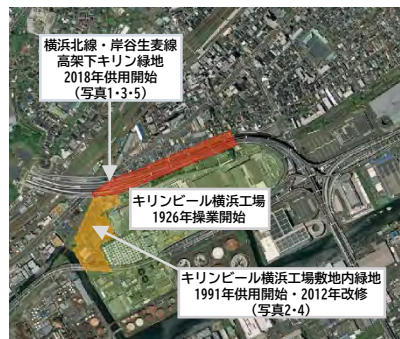 横浜北線・岸谷生麦線
高架下キリン緑地
2018年供用開始
（写真1・3・5）
キリンビール横浜工場
1926年操業開始
キリンビール横浜工場敷地内緑地
1991年供用開始・2012年改修
（写真2・4）